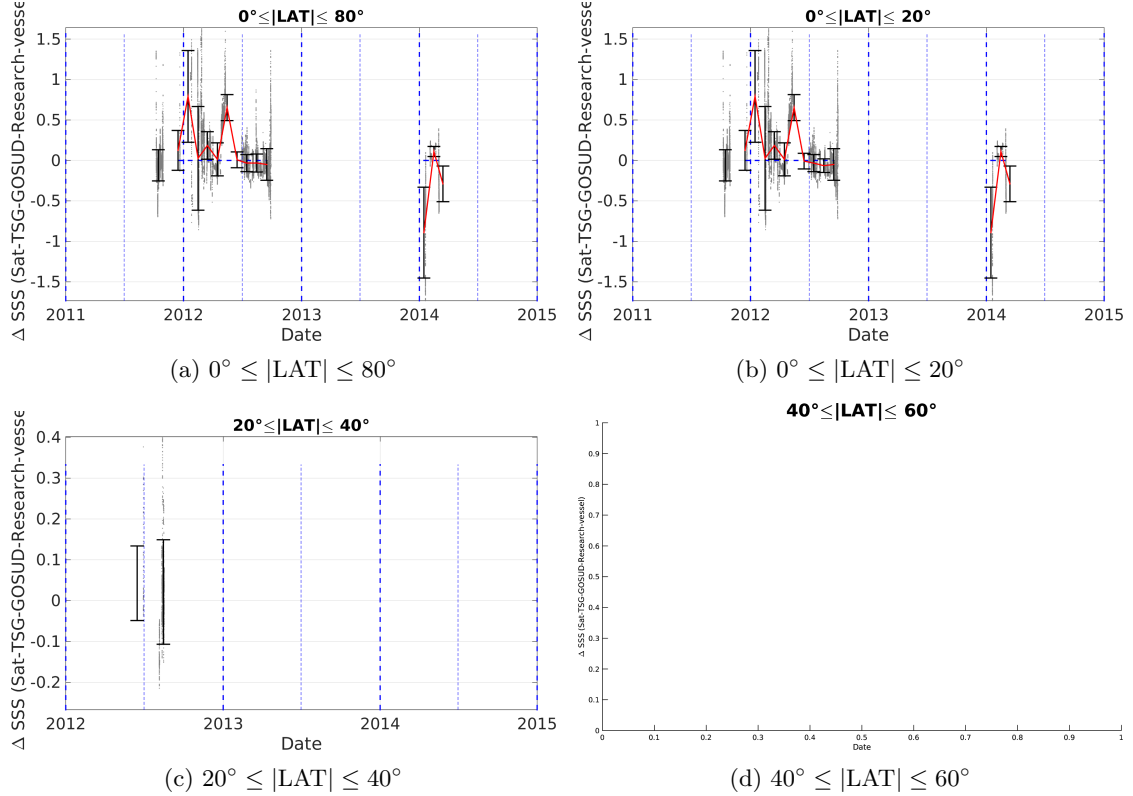 0°≤|LAT|≤ 80°
Δ SSS (Sat-TSG-GOSUD-Research-vesse
1.5
1
0.5
0
-0.5
-1
-1.5
2011 2012 2013 2014 2015
Date
(a) 0° ≤ |LAT| ≤ 80°
0°≤|LAT|≤ 20°
Δ SSS (Sat-TSG-GOSUD-Research-vesse
1.5
1
0.5
0
-0.5
-1
-1.5
2011 2012 2013 2014 2015
Date
(b) 0° ≤ |LAT| ≤ 20°
20°≤|LAT|≤ 40°
Δ SSS (Sat-TSG-GOSUD-Research-vesse
0.4
0.3
0.2
0.1
0
-0.1
-0.2
2012 2013 2014 2015
Date
(c) 20° ≤ |LAT| ≤ 40°
40°≤|LAT|≤ 60°
Δ SSS (Sat-TSG-GOSUD-Research-vessel)
1
0.9
0.8
0.7
0.6
0.5
0.4
0.3
0.2
0.1
0
0 0.1 0.2 0.3 0.4 0.5 0.6 0.7 0.8 0.9 1
Date
(d) 40° ≤ |LAT| ≤ 60°